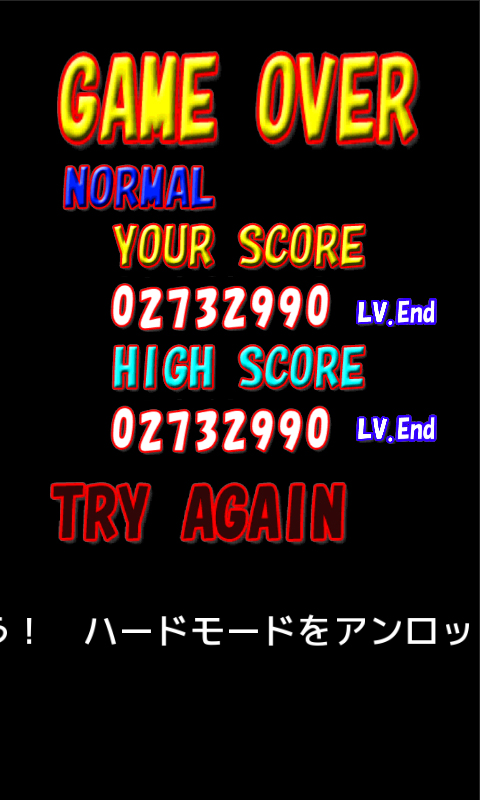 GAME OVER
NORMAL
YOUR SCORE
02732990 LV.End
HIGH SCORE
02732990 LV.End
TRY AGAIN
う！　ハードモードをアンロッ